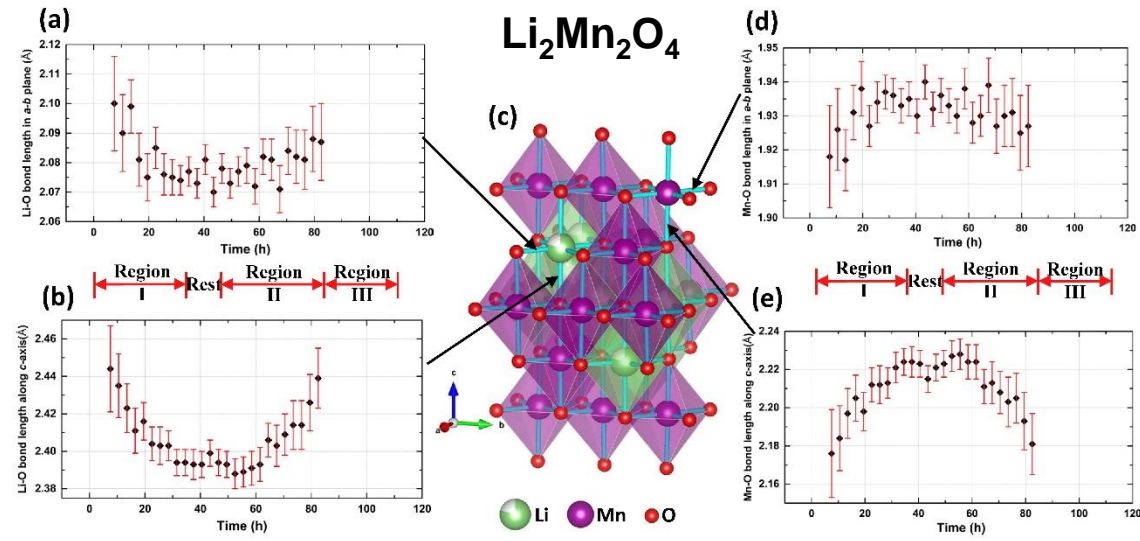 Li₂Mn₂O₄
(a)
Li-O bond length in a-b plane (Å)
2.12
2.11
2.10
2.09
2.08
2.07
2.06
0 20 40 60 80 100 120
Time (h)
Region I
Rest
Region II
Region III
(b)
Li-O bond length along c-axis(Å)
2.46
2.44
2.42
2.40
2.38
0 20 40 60 80 100 120
Time (h)
(c)
c
a
b
Li
Mn
O
(d)
Mn-O bond length in a-b plane (Å)
1.95
1.94
1.93
1.92
1.91
1.90
0 20 40 60 80 100 120
Time (h)
Region I
Rest
Region II
Region III
(e)
Mn-O bond length along c-axis(Å)
2.24
2.22
2.20
2.18
2.16
0 20 40 60 80 100 120
Time (h)